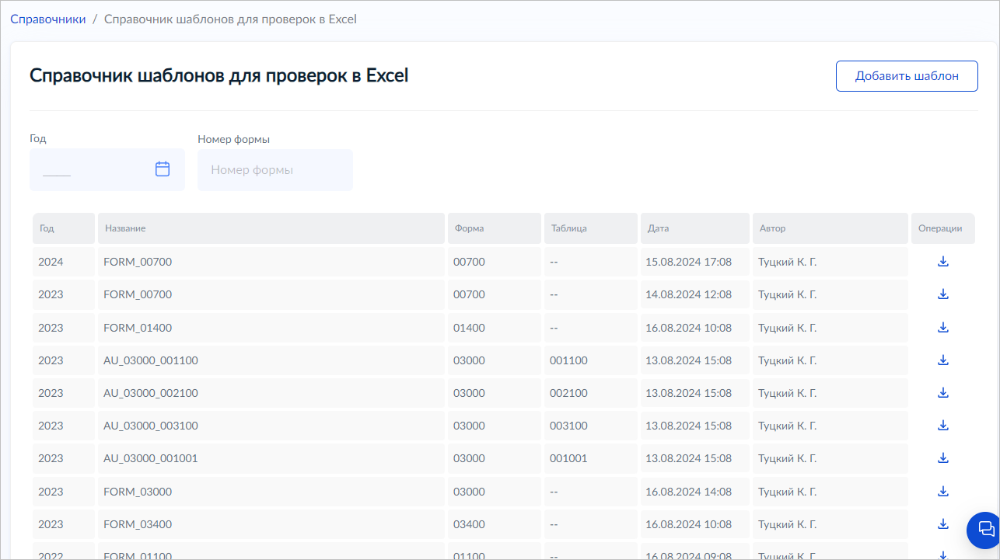 Справочники / Справочник шаблонов для проверок в Excel
Справочник шаблонов для проверок в Excel
Добавить шаблон
Год
Номер формы
Номер формы
Год Название Форма Таблица Дата Автор Операции
2024 FORM_00700 00700 -- 15.08.2024 17:08 Туцкий К. Г.
2023 FORM_00700 00700 -- 14.08.2024 12:08 Туцкий К. Г.
2023 FORM_01400 01400 -- 16.08.2024 10:08 Туцкий К. Г.
2023 AU_03000_001100 03000 001100 13.08.2024 15:08 Туцкий К. Г.
2023 AU_03000_002100 03000 002100 13.08.2024 15:08 Туцкий К. Г.
2023 AU_03000_003100 03000 003100 13.08.2024 15:08 Туцкий К. Г.
2023 AU_03000_001001 03000 001001 13.08.2024 15:08 Туцкий К. Г.
2023 FORM_03000 03000 -- 16.08.2024 14:08 Туцкий К. Г.
2023 FORM_03400 03400 -- 16.08.2024 10:08 Туцкий К. Г.
2022 FORM_01100 01100 -- 16.08.2024 09:08 Туцкий К. Г.